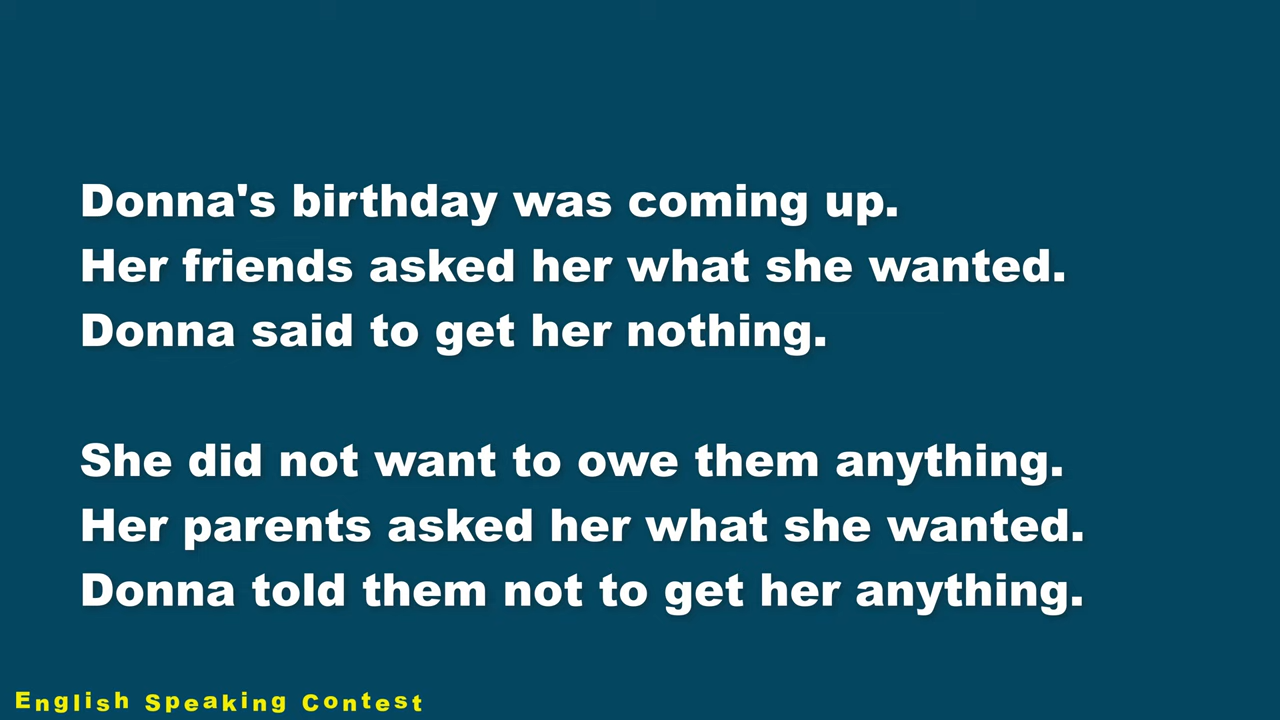 Donna's birthday was coming up.
Her friends asked her what she wanted.
Donna said to get her nothing.
She did not want to owe them anything.
Her parents asked her what she wanted.
Donna told them not to get her anything.
English Speaking Contest